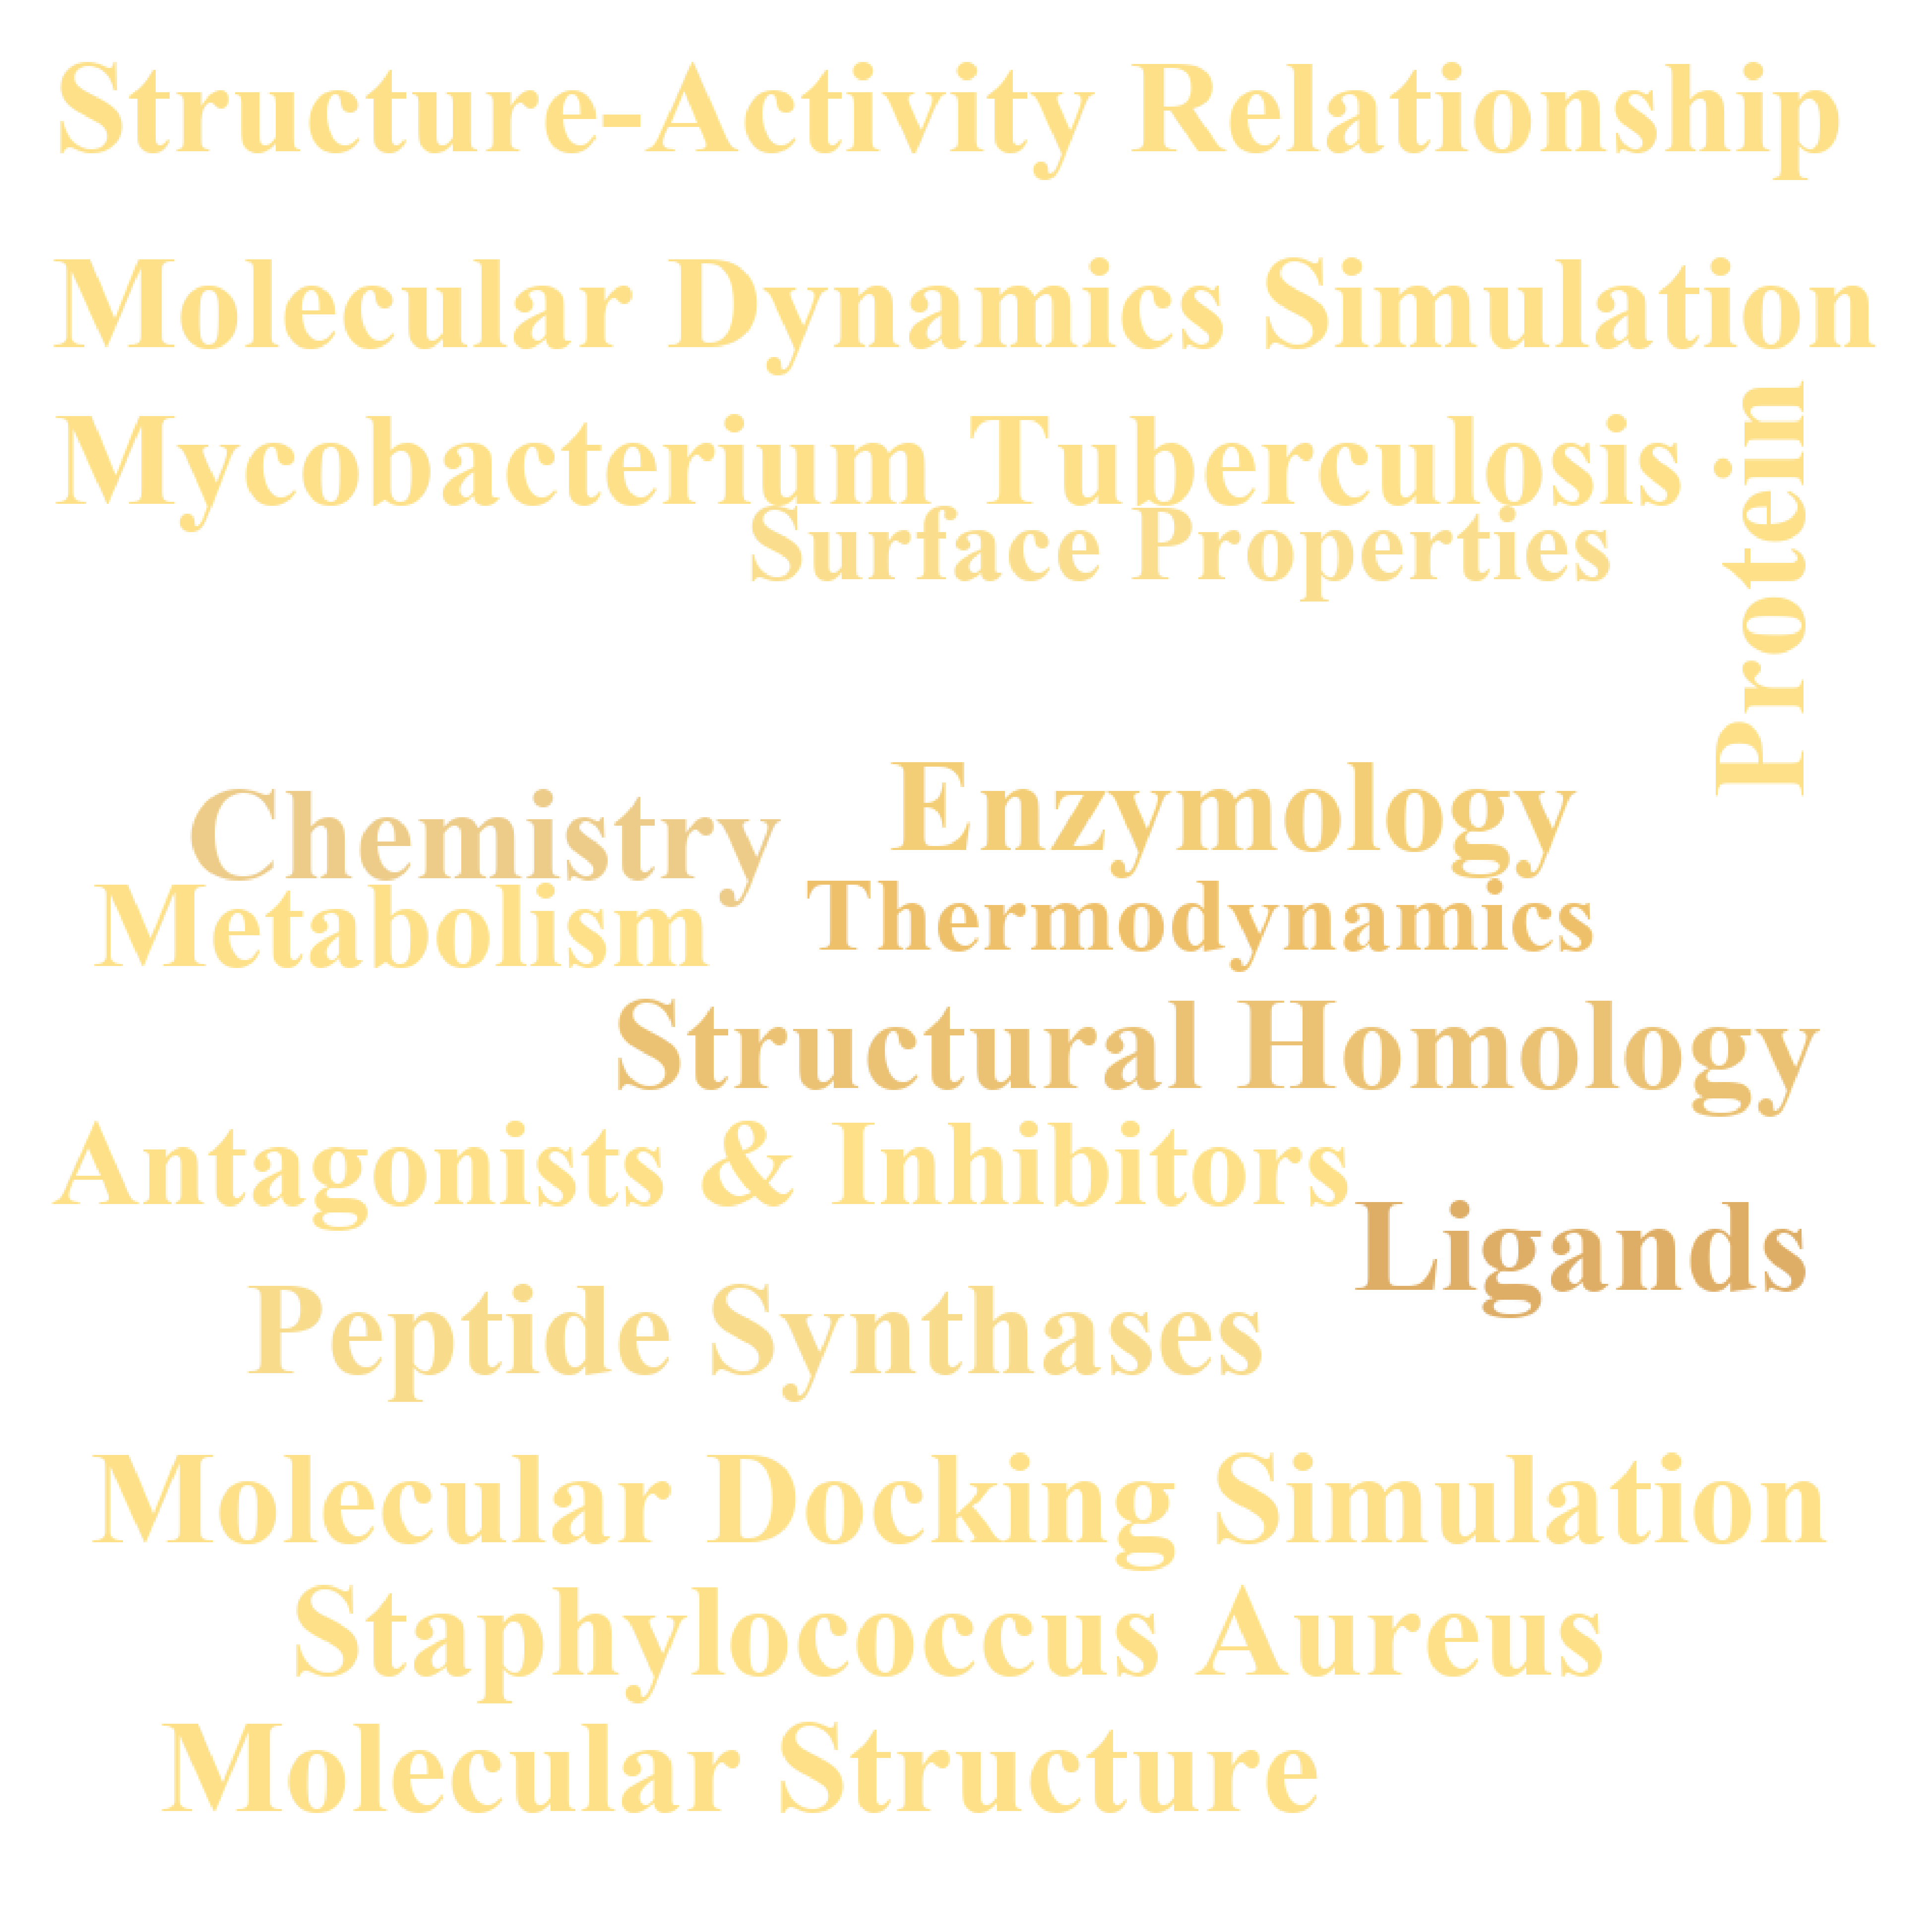 Structure-Activity Relationship
Molecular Dynamics Simulation
Mycobacterium Tuberculosis
Protein
Surface Properties
Enzymology
Chemistry
Metabolism
Thermodynamics
Structural Homology
Antagonists & Inhibitors
Ligands
Peptide Synthases
Molecular Docking Simulation
Staphylococcus Aureus
Molecular Structure